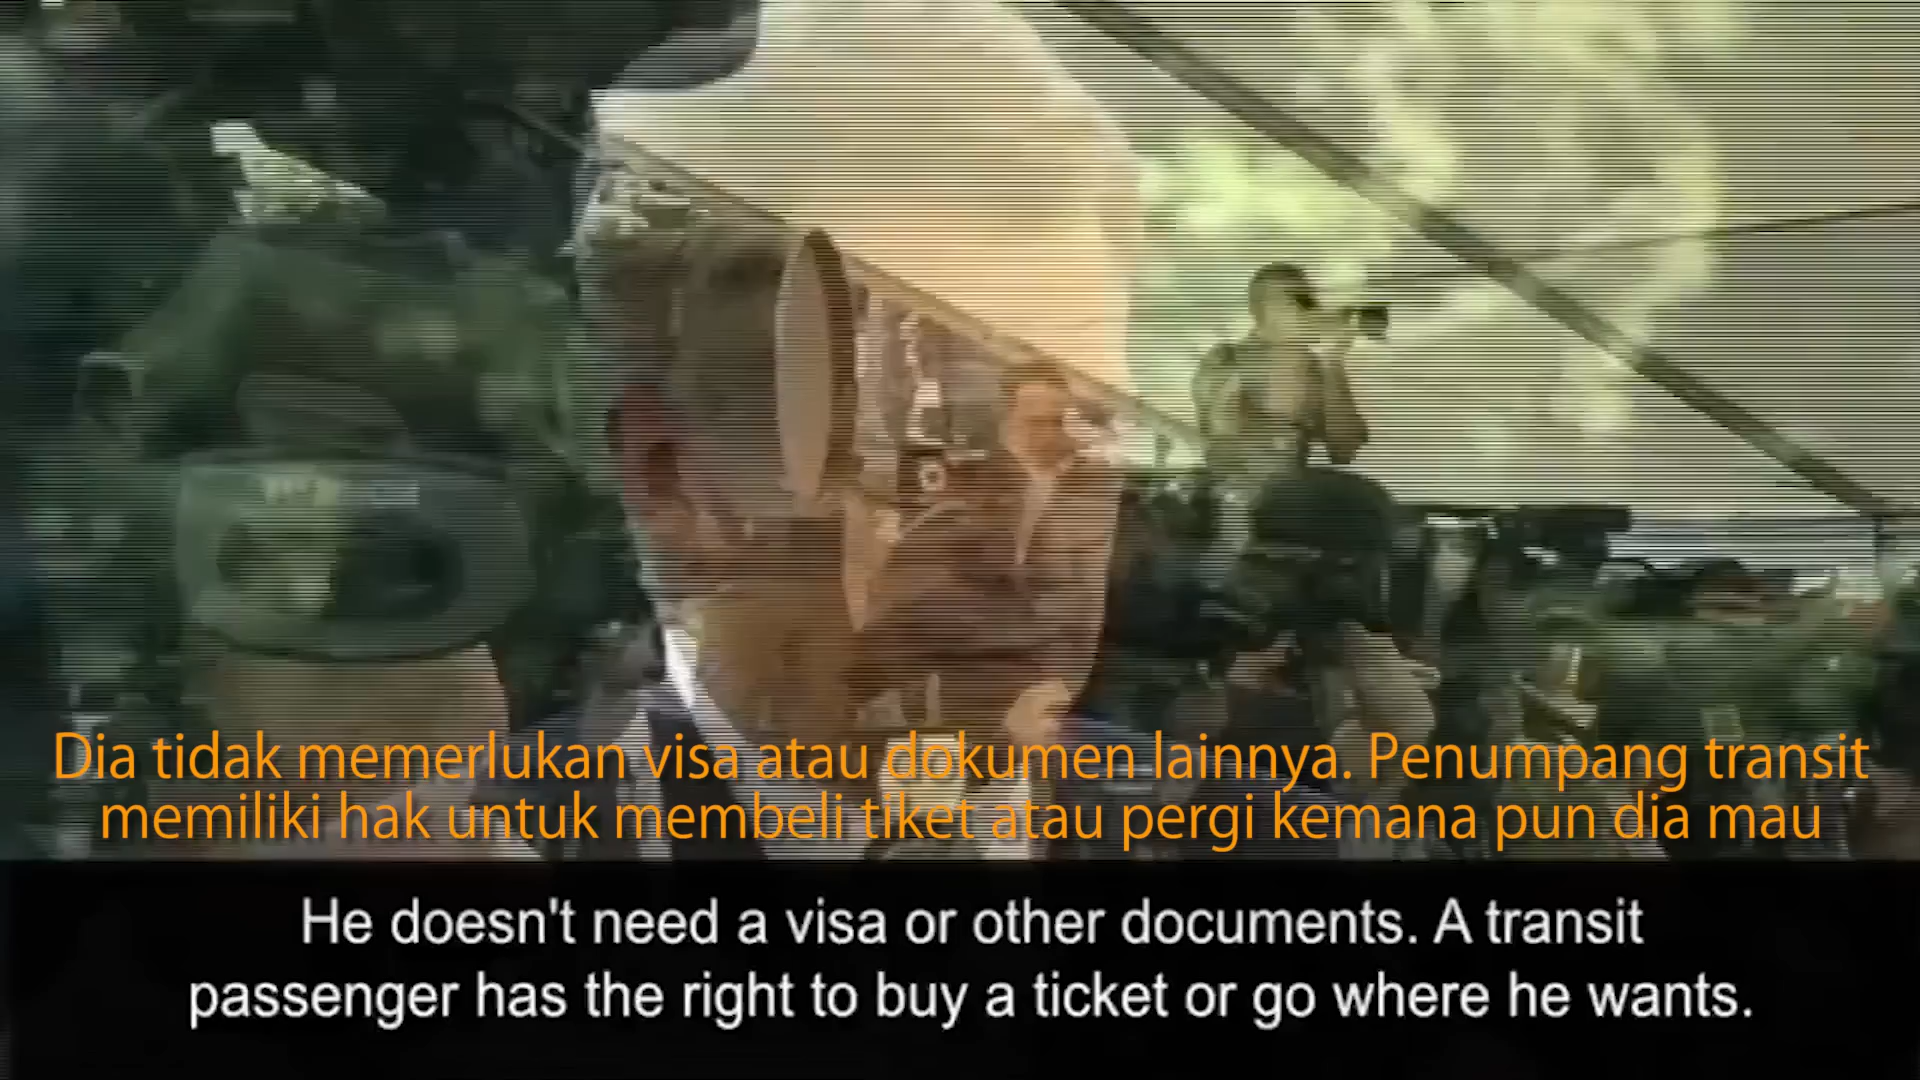 Dia tidak memerlukan visa atau dokumen lainnya. Penumpang transit
memiliki hak untuk membeli tiket atau pergi kemana pun dia mau
He doesn't need a visa or other documents. A transit
passenger has the right to buy a ticket or go where he wants.